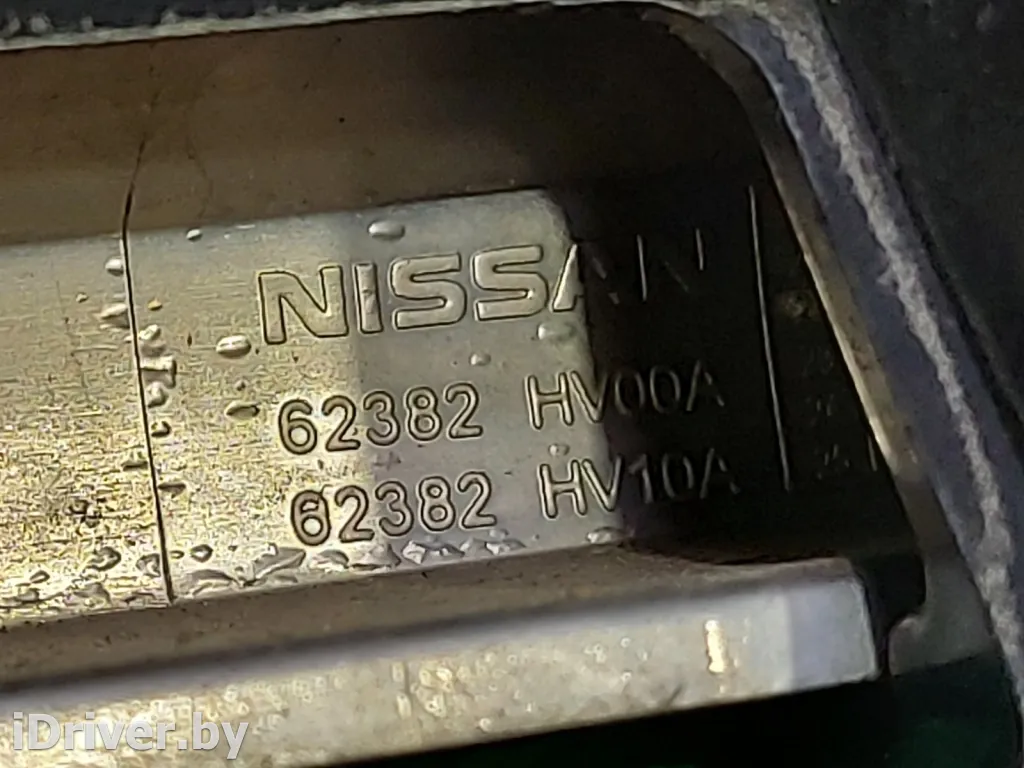 NISSAN
62382 HV00A
62382 HV10A
iDriver.by